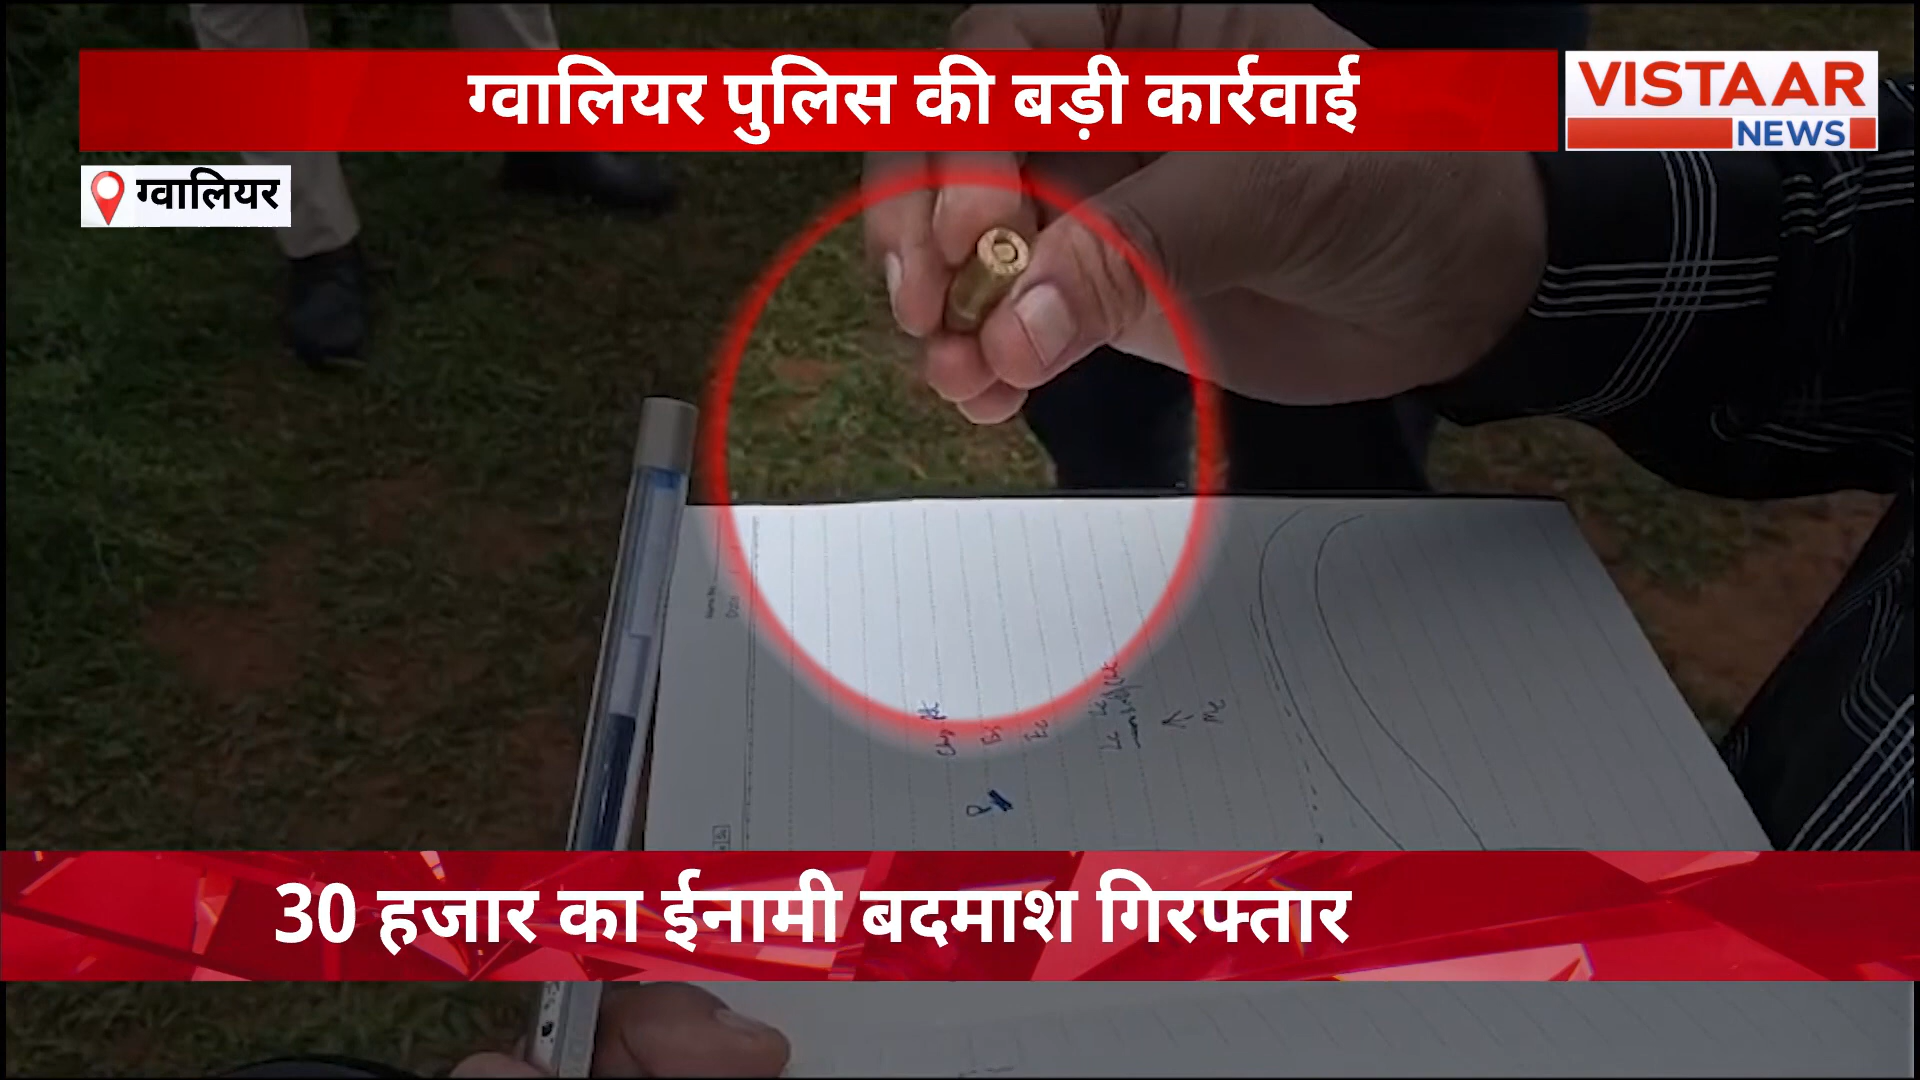 ग्वालियर पुलिस की बड़ी कार्रवाई
VISTAAR
NEWS
ग्वालियर
30 हजार का ईनामी बदमाश गिरफ्तार